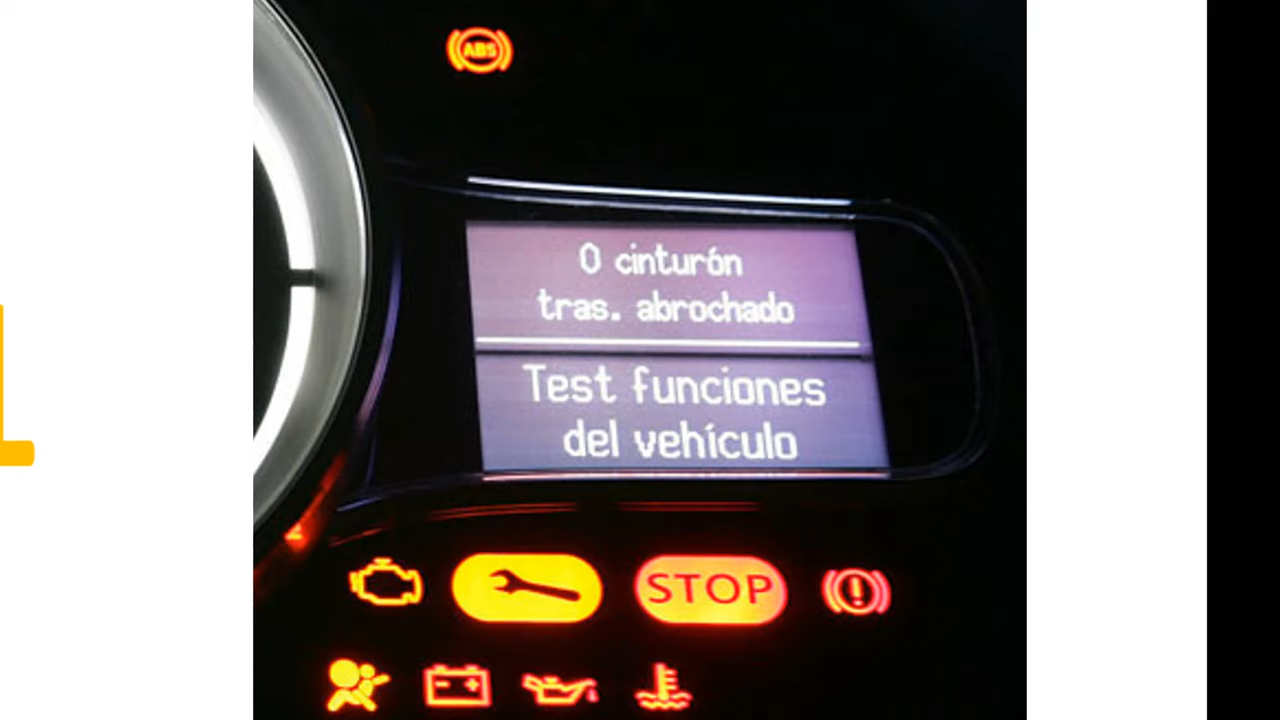 ABS
0 cinturón
tras. abrochado
Test funciones
del vehículo
STOP